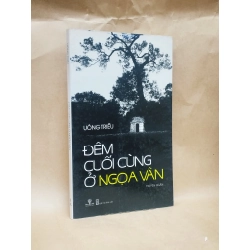 UÔNG TRIỀU
ĐÊM
CUỐI CÙNG
Ở NGỌA VÂN